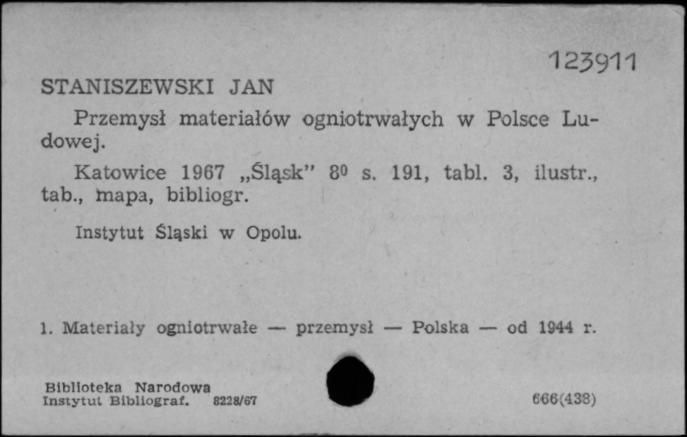 123911
STANISZEWSKI JAN
Przemysł materiałów ogniotrwałych w Polsce Lu-
dowej.
Katowice 1967 „Śląsk” 8⁰ s. 191, tabl. 3, ilustr.,
tab., mapa, bibliogr.
Instytut Śląski w Opolu.
1. Materiały ogniotrwałe — przemysł — Polska — od 1944 r.
Biblioteka Narodowa
Instytut Bibliograf. 8228/67
666(438)